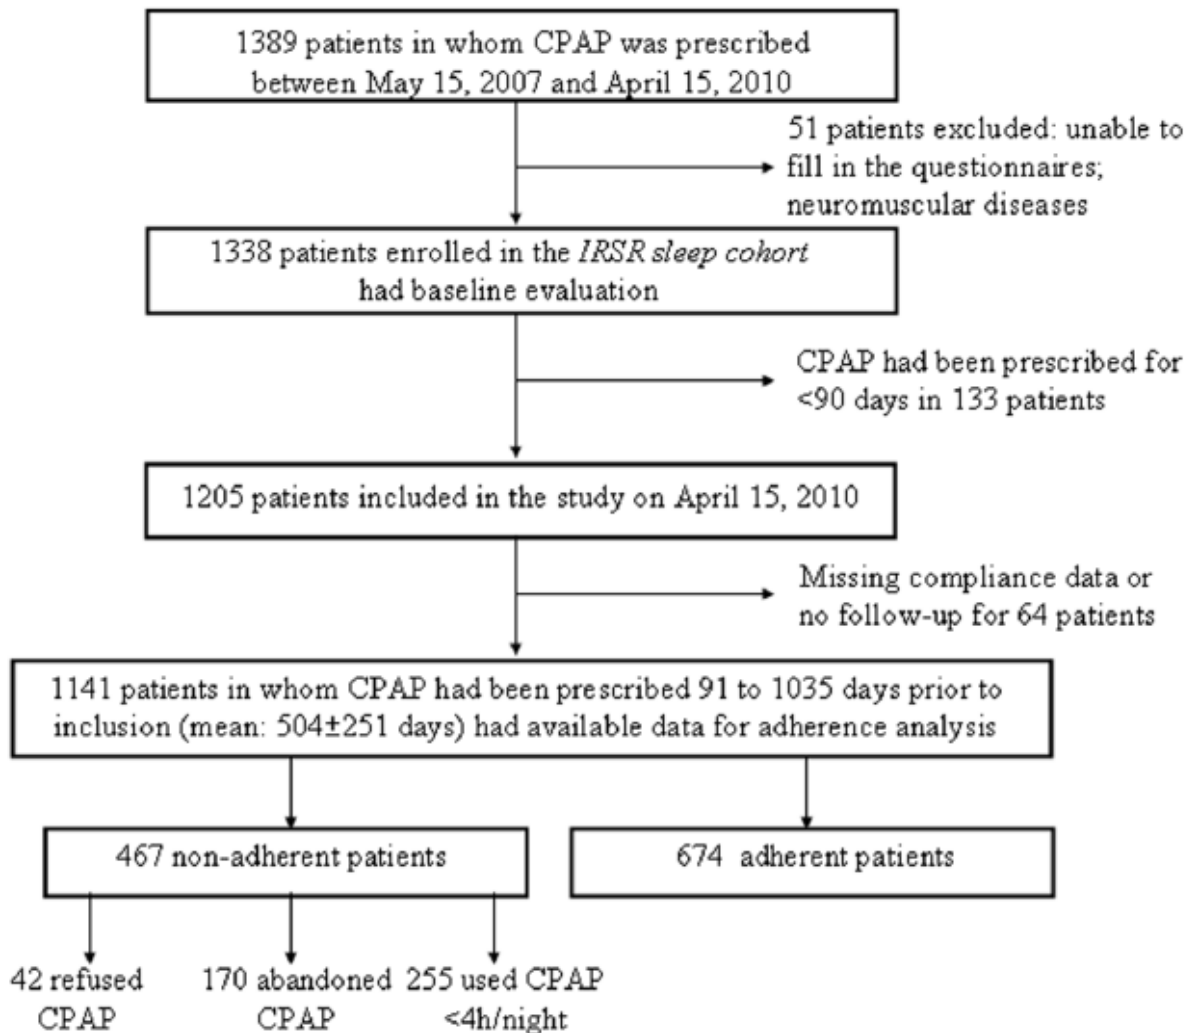 1389 patients in whom CPAP was prescribed
between May 15, 2007 and April 15, 2010
51 patients excluded: unable to
fill in the questionnaires;
neuromuscular diseases
1338 patients enrolled in the IRSR sleep cohort
had baseline evaluation
CPAP had been prescribed for
<90 days in 133 patients
1205 patients included in the study on April 15, 2010
Missing compliance data or
no follow-up for 64 patients
1141 patients in whom CPAP had been prescribed 91 to 1035 days prior to
inclusion (mean: 504±251 days) had available data for adherence analysis
467 non-adherent patients
674 adherent patients
42 refused
CPAP
170 abandoned
CPAP
255 used CPAP
<4h/night